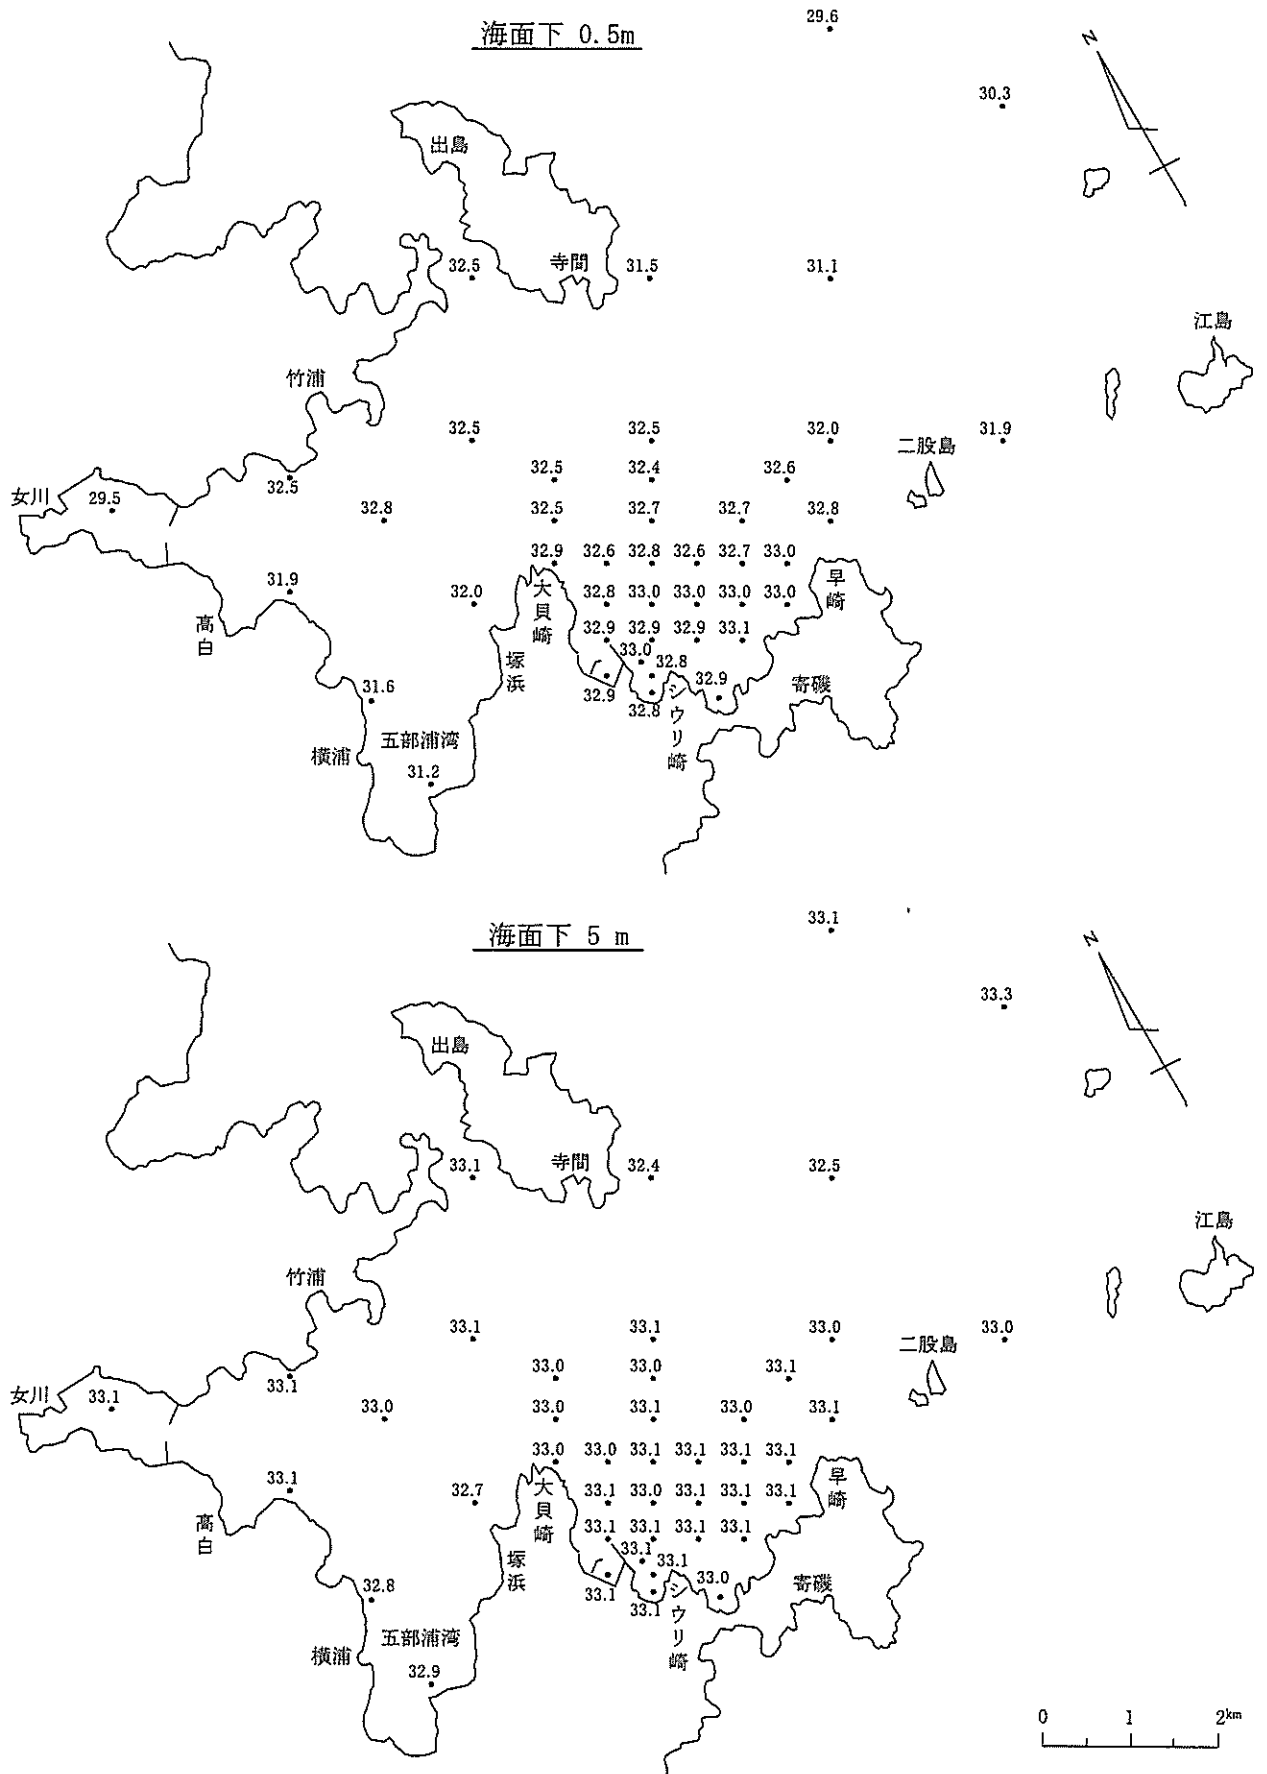 海面下 0.5m
29.6
30.3
N
出島
寺間
32.5
31.5
31.1
江島
竹浦
32.5
32.5
32.0
31.9
二股島
32.5
32.4
32.6
女川
29.5
32.5
32.8
32.5
32.7
32.7
32.8
32.9
32.6
32.8
32.6
32.7
33.0
31.9
32.0
大貝崎
32.8
33.0
33.0
33.0
33.0
早崎
高白
32.9
32.9
32.9
33.1
塚浜
33.0
32.8
31.6
32.9
32.8
32.9
シウリ崎
寄磯
横浦
五部浦湾
31.2
海面下 5 m
33.1
33.3
N
出島
寺間
33.1
32.4
32.5
江島
竹浦
33.1
33.1
33.0
33.0
二股島
33.0
33.0
33.1
女川
33.1
33.1
33.0
33.0
33.1
33.0
33.1
33.0
33.0
33.1
33.1
33.1
33.1
33.1
32.7
大貝崎
33.1
33.0
33.1
33.1
33.1
早崎
高白
33.1
33.1
33.1
33.1
塚浜
33.1
33.1
32.8
33.1
33.1
33.0
シウリ崎
寄磯
横浦
五部浦湾
32.9
0 1 2km